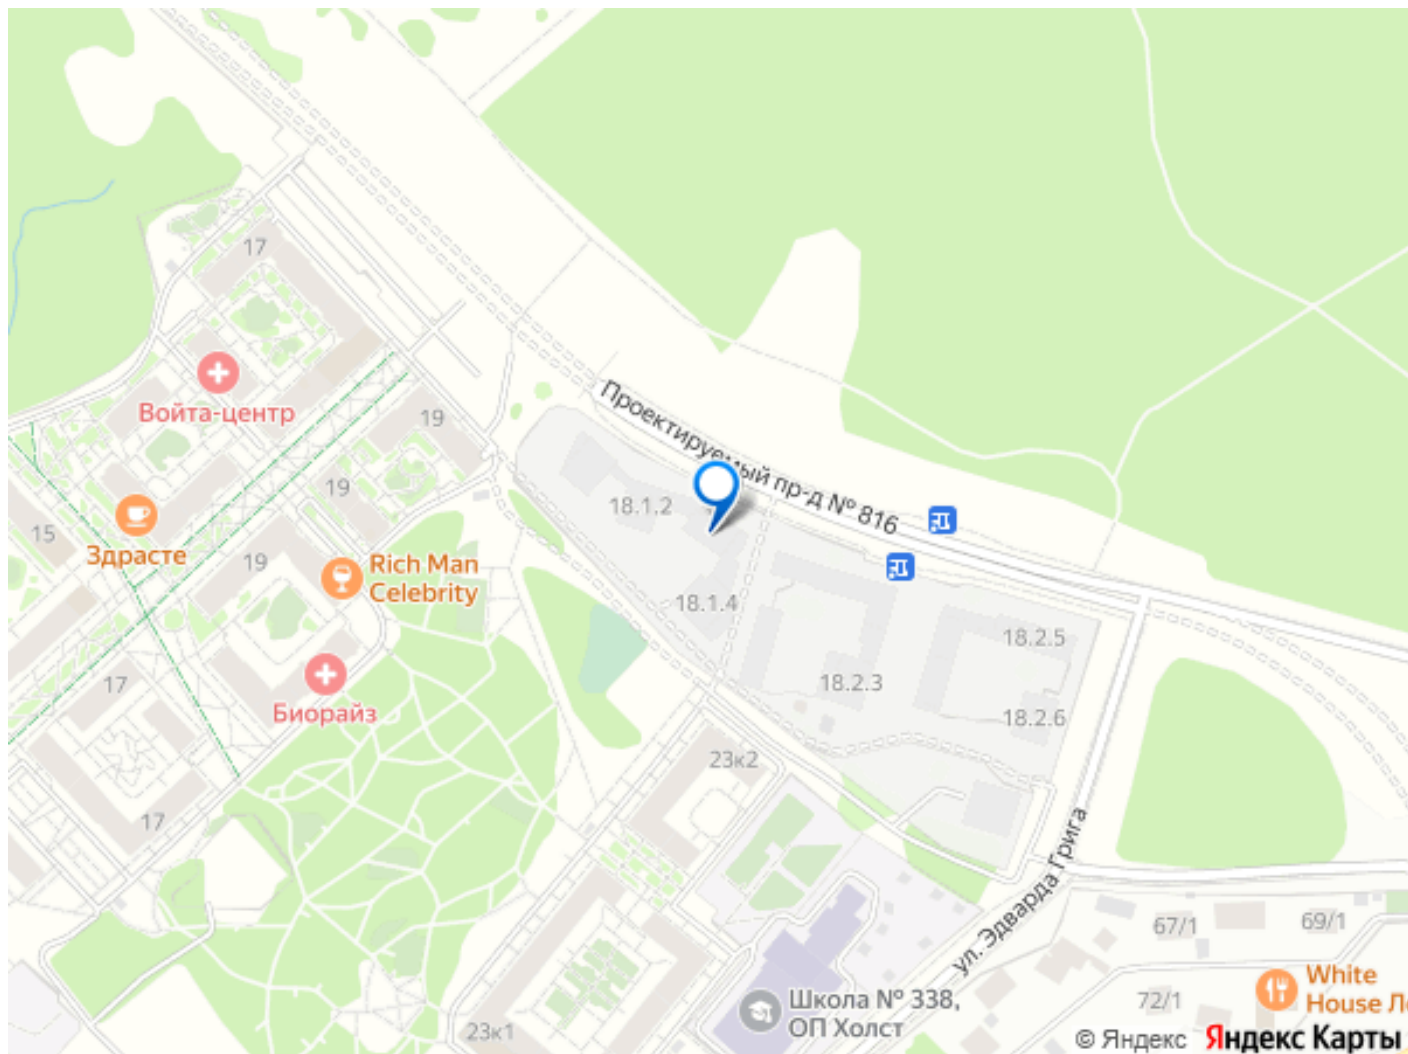 17
Войта-центр
19
19
Здрасте
15
19
Rich Man
Celebrity
17
Биорайз
17
Проектируемый пр-д № 816
18.1.2
18.1.4
18.2.5
18.2.3
18.2.6
23к2
ул. Эдварда Грига
67/1
69/1
72/1
White
House Ло
Школа № 338,
ОП Холст
23к1
© Яндекс Яндекс Карты